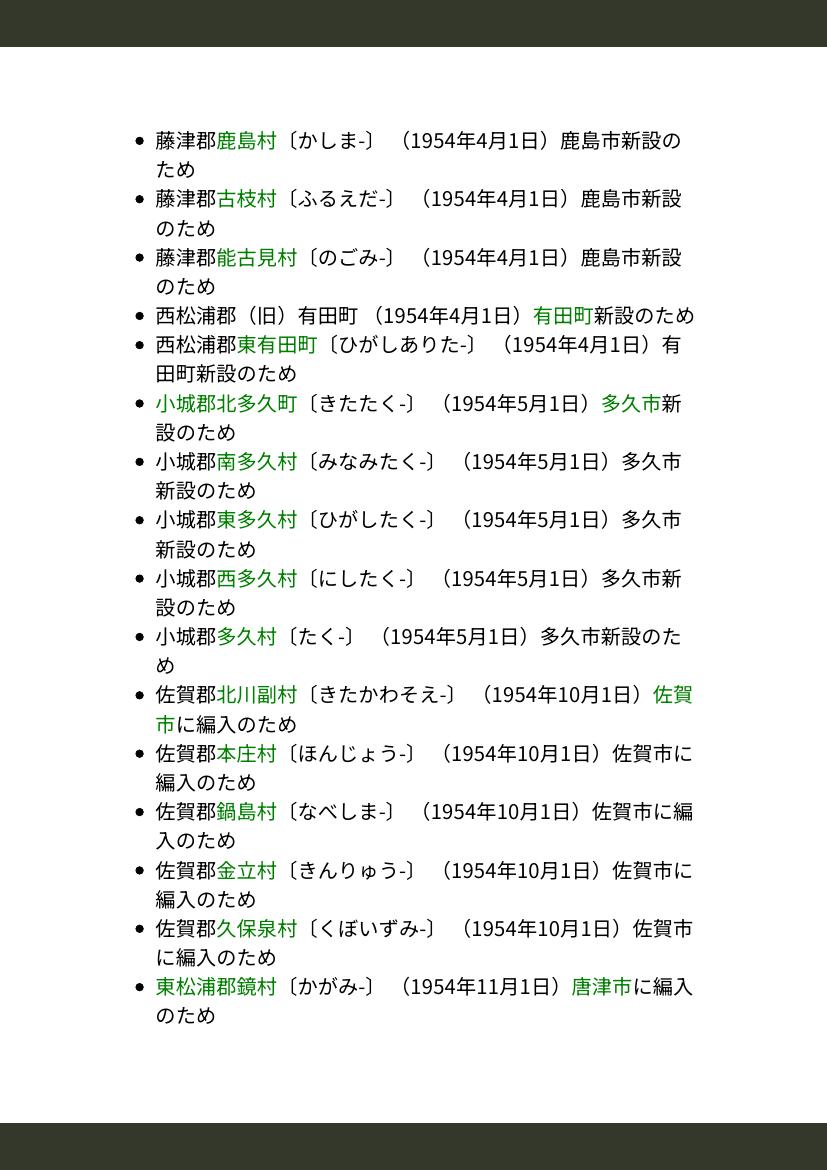 藤津郡鹿島村〔かしま-〕 （1954年4月1日）鹿島市新設の
ため
藤津郡古枝村〔ふるえだ-〕 （1954年4月1日）鹿島市新設
のため
藤津郡能古見村〔のごみ-〕 （1954年4月1日）鹿島市新設
のため
西松浦郡（旧）有田町 （1954年4月1日）有田町新設のため
西松浦郡東有田町〔ひがしありた-〕 （1954年4月1日）有
田町新設のため
小城郡北多久町〔きたたく-〕 （1954年5月1日）多久市新
設のため
小城郡南多久村〔みなみたく-〕 （1954年5月1日）多久市
新設のため
小城郡東多久村〔ひがしたく-〕 （1954年5月1日）多久市
新設のため
小城郡西多久村〔にしたく-〕 （1954年5月1日）多久市新
設のため
小城郡多久村〔たく-〕 （1954年5月1日）多久市新設のた
め
佐賀郡北川副村〔きたかわそえ-〕 （1954年10月1日）佐賀
市に編入のため
佐賀郡本庄村〔ほんじょう-〕 （1954年10月1日）佐賀市に
編入のため
佐賀郡鍋島村〔なべしま-〕 （1954年10月1日）佐賀市に編
入のため
佐賀郡金立村〔きんりゅう-〕 （1954年10月1日）佐賀市に
編入のため
佐賀郡久保泉村〔くぼいずみ-〕 （1954年10月1日）佐賀市
に編入のため
東松浦郡鏡村〔かがみ-〕 （1954年11月1日）唐津市に編入
のため